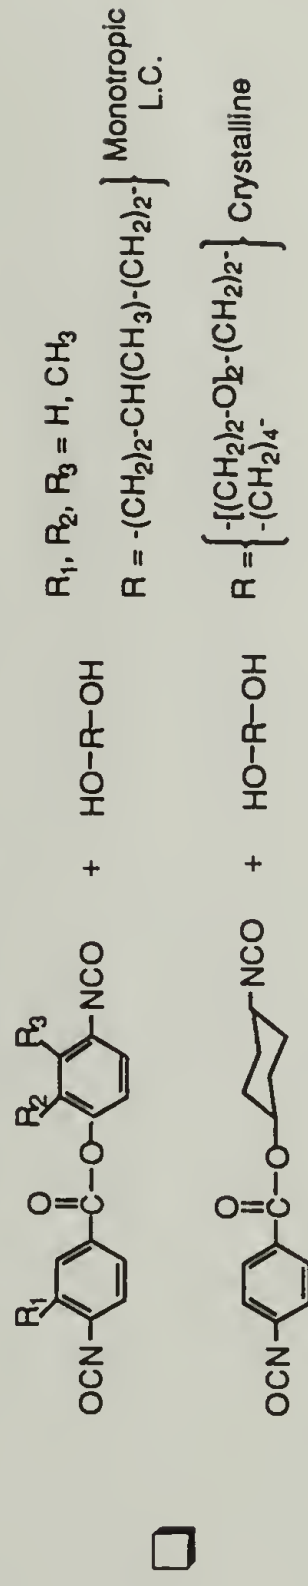 R₁, R₂, R₃ = H, CH₃
OCN R₁ O C O R₂ R₃ NCO + HO-R-OH R = -(CH₂)₂-CH(CH₃)-(CH₂)₂-} Monotropic L.C.
OCN O C O NCO + HO-R-OH R = { -[(CH₂)₂-O]₂-(CH₂)₂-
-(CH₂)₄- } Crystalline